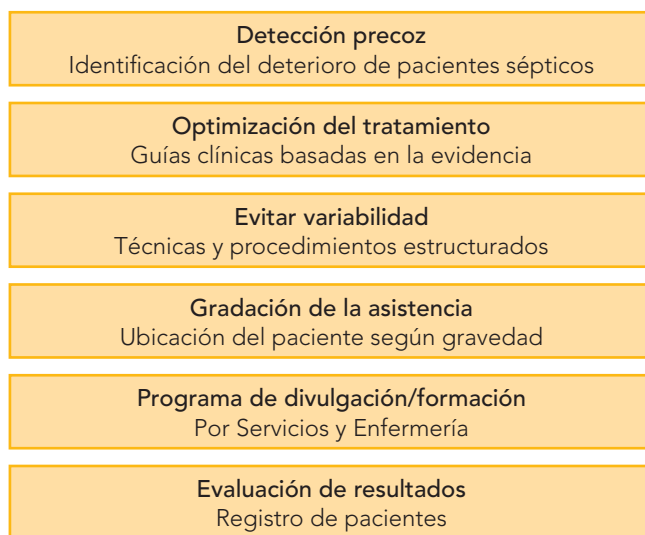 Detección precoz
Identificación del deterioro de pacientes sépticos
Optimización del tratamiento
Guías clínicas basadas en la evidencia
Evitar variabilidad
Técnicas y procedimientos estructurados
Gradación de la asistencia
Ubicación del paciente según gravedad
Programa de divulgación/formación
Por Servicios y Enfermería
Evaluación de resultados
Registro de pacientes